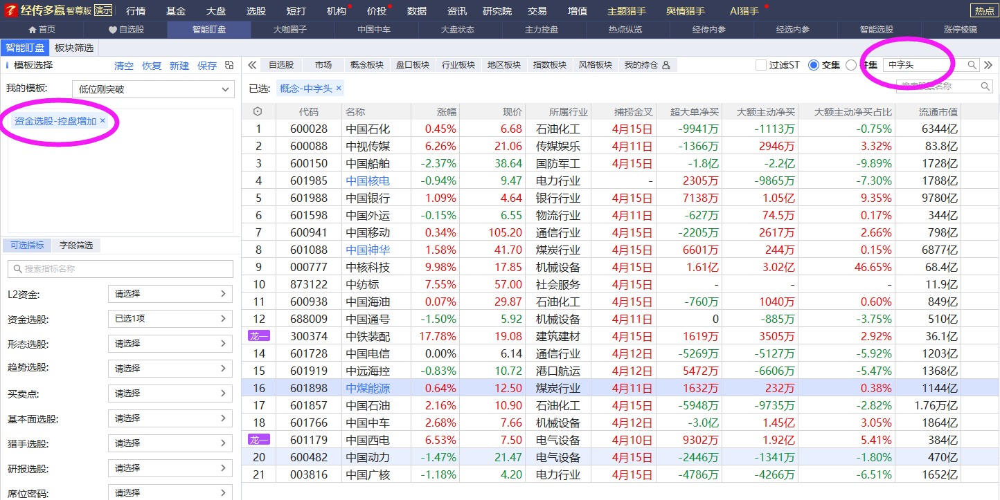 经传多赢 智尊版 演示 行情 基金 大盘 选股 短打 机构 价投 数据 资讯 研究院 交易 增值 主题猎手 舆情猎手 AI猎手 热点
首页 自选股 智能盯盘 大咖圈子 中国中车 大盘状态 主力控盘 热点纵览 经传内参 经选内参 智能选股 涨停棱镜
智能盯盘 板块筛选
模板选择 清空 恢复 新建 保存
自选股 市场 概念板块 盘口板块 行业板块 地区板块 指数板块 风格板块 我的持仓 过滤ST 交集 并集 中字头
我的模板: 低位刚突破
已选: 概念-中字头 × 搜索股票名称
资金选股-控盘增加 ×
代码 名称 涨幅 现价 所属行业 捕捞金叉 超大单净买 大额主动净买 大额主动净买占比 流通市值
1 600028 中国石化 0.45% 6.68 石油化工 4月15日 -9941万 -1113万 -0.75% 6344亿
2 600088 中视传媒 6.26% 21.06 传媒娱乐 4月11日 -1366万 2946万 3.32% 83.8亿
3 600150 中国船舶 -2.37% 38.64 国防军工 4月15日 -1.8亿 -2.2亿 -9.89% 1728亿
4 601985 中国核电 -0.94% 9.47 电力行业 - 2305万 -9865万 -7.30% 1788亿
5 601988 中国银行 1.09% 4.64 银行行业 4月15日 7138万 1.05亿 9.35% 9780亿
6 601598 中国外运 -0.15% 6.55 物流行业 4月11日 -627万 74.5万 0.17% 344亿
7 600941 中国移动 0.34% 105.20 通信行业 4月15日 -2205万 2617万 2.66% 798亿
8 601088 中国神华 1.58% 41.70 煤炭行业 4月15日 6601万 244万 0.15% 6877亿
9 000777 中核科技 9.98% 17.85 机械设备 4月15日 1.61亿 3.02亿 46.65% 68.4亿
10 873122 中纺标 7.55% 57.00 社会服务 4月15日 - - - 11.9亿
11 600938 中国海油 0.07% 29.87 石油化工 4月15日 -760万 1040万 0.60% 849亿
12 688009 中国通号 -1.50% 5.92 机械设备 4月11日 0 -885万 -3.75% 510亿
龙一 300374 中铁装配 17.78% 19.08 建筑建材 4月15日 1619万 3505万 2.92% 36.1亿
14 601728 中国电信 0.00% 6.14 通信行业 4月12日 -5269万 -5127万 -5.92% 1203亿
15 601919 中远海控 -0.83% 10.72 港口航运 4月12日 5472万 -6606万 -5.47% 1368亿
16 601898 中煤能源 0.64% 12.50 煤炭行业 4月11日 1632万 232万 0.38% 1144亿
17 601857 中国石油 2.16% 10.90 石油化工 4月15日 -5948万 -9735万 -2.82% 1.76万亿
18 601766 中国中车 2.68% 7.66 机械设备 4月12日 -3.0亿 1.45亿 3.05% 1864亿
龙一 601179 中国西电 6.53% 7.50 电气设备 4月10日 9302万 1.92亿 5.41% 384亿
20 600482 中国动力 -1.47% 21.47 电气设备 4月15日 -2446万 -1341万 -1.80% 470亿
21 003816 中国广核 -1.18% 4.20 电力行业 4月15日 -4786万 -4266万 -6.51% 1652亿
可选指标 字段筛选
搜索指标名称
L2资金: 请选择
资金选股: 已选1项
形态选股: 请选择
趋势选股: 请选择
买卖点: 请选择
基本面选股: 请选择
猎手选股: 请选择
研报选股: 请选择
席位密码: 请选择